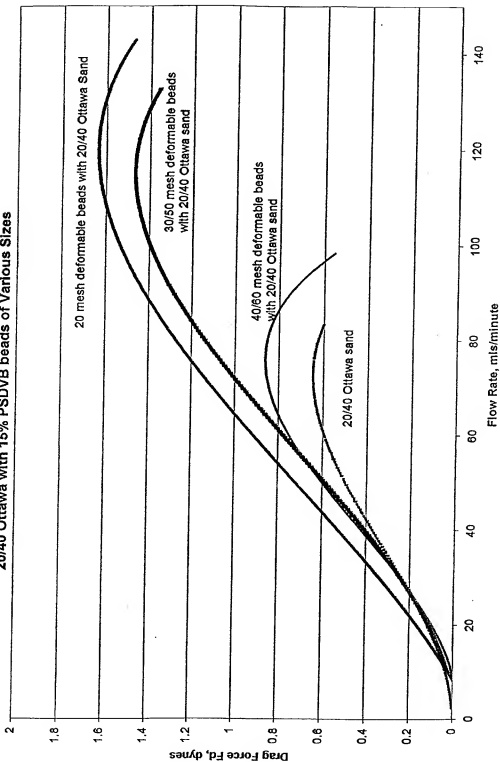 20/40 Ottawa with 15% PSDVB beads of Various Sizes
2
1.8
1.6
1.4
1.2
1
0.8
0.6
0.4
0.2
0
Drag Force Fd, dynes
20 mesh deformable beads with 20/40 Ottawa Sand
30/50 mesh deformable beads
with 20/40 Ottawa sand
40/60 mesh deformable beads
with 20/40 Ottawa sand
20/40 Ottawa sand
0
20
40
60
80
100
120
140
Flow Rate, mls/minute